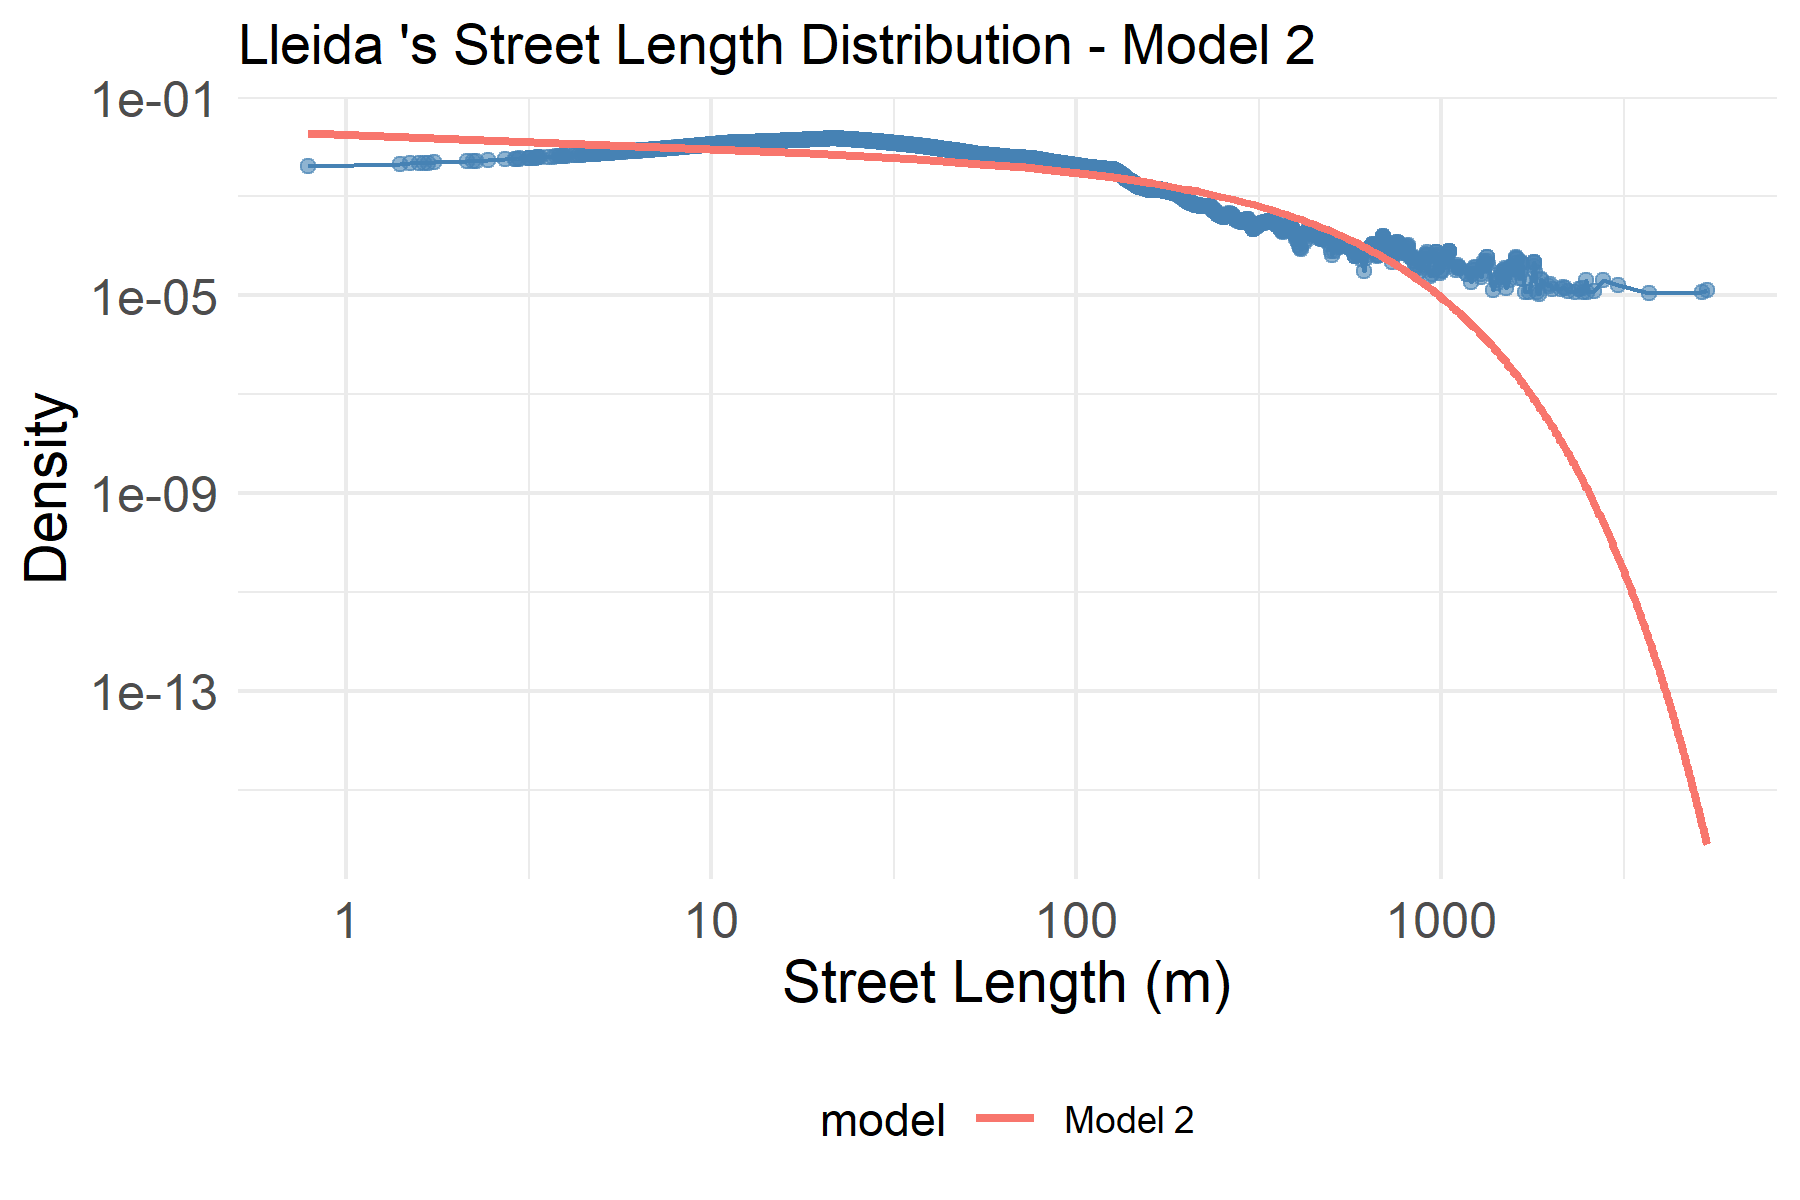 Lleida 's Street Length Distribution - Model 2
1e-01
1e-05
1e-09
1e-13
Density
1
10
100
1000
Street Length (m)
model
Model 2